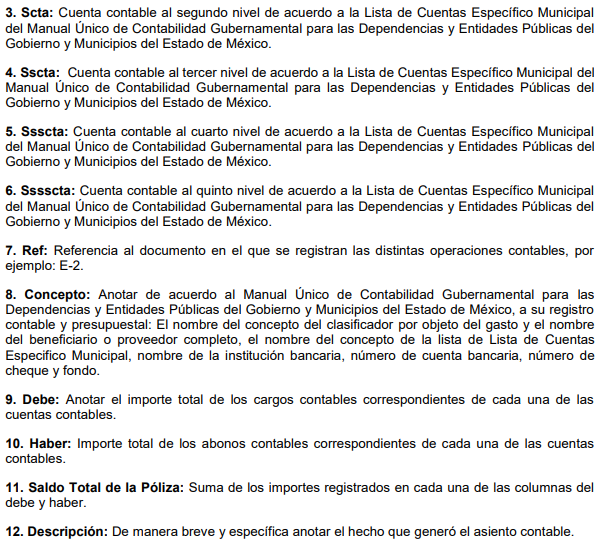 3. Scta: Cuenta contable al segundo nivel de acuerdo a la Lista de Cuentas Específico Municipal
del Manual Único de Contabilidad Gubernamental para las Dependencias y Entidades Públicas del
Gobierno y Municipios del Estado de México.
4. Sscta: Cuenta contable al tercer nivel de acuerdo a la Lista de Cuentas Específico Municipal del
Manual Único de Contabilidad Gubernamental para las Dependencias y Entidades Públicas del
Gobierno y Municipios del Estado de México.
5. Ssscta: Cuenta contable al cuarto nivel de acuerdo a la Lista de Cuentas Específico Municipal
del Manual Único de Contabilidad Gubernamental para las Dependencias y Entidades Públicas del
Gobierno y Municipios del Estado de México.
6. Sssscta: Cuenta contable al quinto nivel de acuerdo a la Lista de Cuentas Específico Municipal
del Manual Único de Contabilidad Gubernamental para las Dependencias y Entidades Públicas del
Gobierno y Municipios del Estado de México.
7. Ref: Referencia al documento en el que se registran las distintas operaciones contables, por
ejemplo: E-2.
8. Concepto: Anotar de acuerdo al Manual Único de Contabilidad Gubernamental para las
Dependencias y Entidades Públicas del Gobierno y Municipios del Estado de México, a su registro
contable y presupuestal: El nombre del concepto del clasificador por objeto del gasto y el nombre
del beneficiario o proveedor completo, el nombre del concepto de la lista de Lista de Cuentas
Especifico Municipal, nombre de la institución bancaria, número de cuenta bancaria, número de
cheque y fondo.
9. Debe: Anotar el importe total de los cargos contables correspondientes de cada una de las
cuentas contables.
10. Haber: Importe total de los abonos contables correspondientes de cada una de las cuentas
contables.
11. Saldo Total de la Póliza: Suma de los importes registrados en cada una de las columnas del
debe y haber.
12. Descripción: De manera breve y específica anotar el hecho que generó el asiento contable.